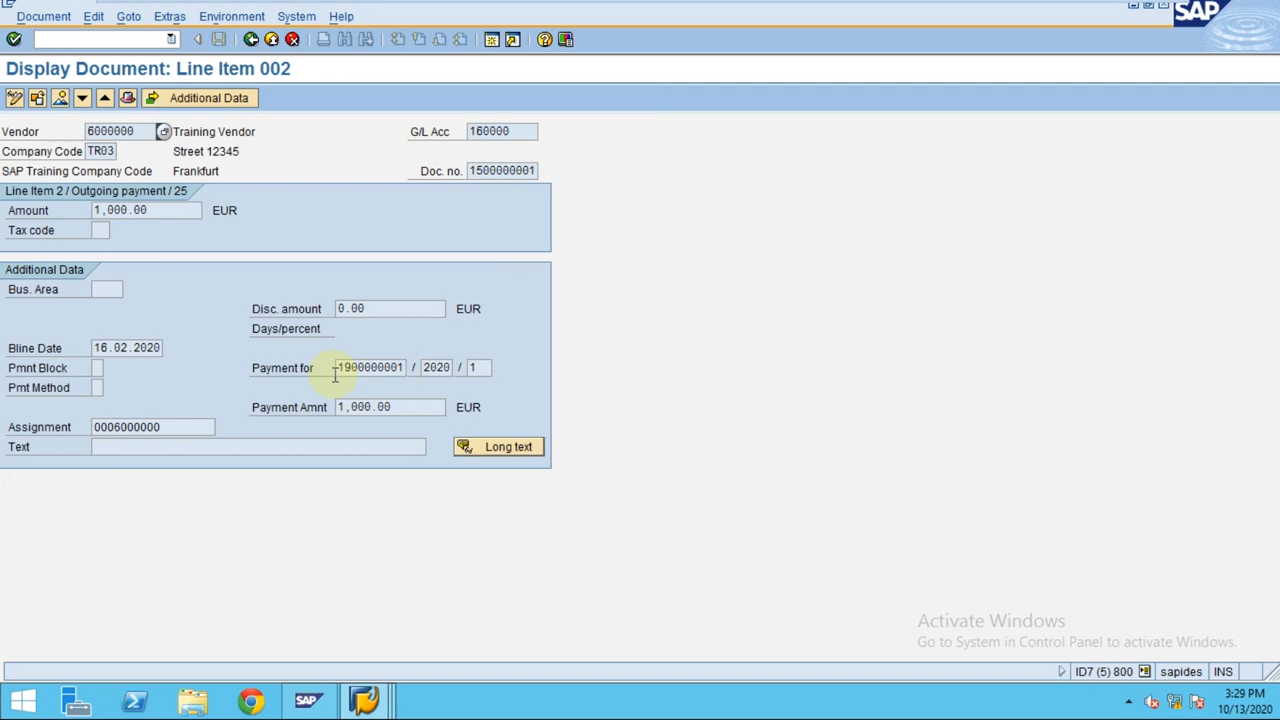 Document Edit Goto Extras Environment System Help
SAP
Display Document: Line Item 002
Additional Data
Vendor 6000000 Training Vendor G/L Acc 160000
Company Code TR03 Street 12345
SAP Training Company Code Frankfurt Doc. no. 1500000001
Line Item 2 / Outgoing payment / 25
Amount 1,000.00 EUR
Tax code
Additional Data
Bus. Area
Disc. amount 0.00 EUR
Days/percent
Bline Date 16.02.2020
Pmnt Block Payment for 1900000001 / 2020 / 1
Pmt Method
Payment Amnt 1,000.00 EUR
Assignment 0006000000
Text Long text
Activate Windows
Go to System in Control Panel to activate Windows.
ID7 (5) 800 sapides INS
SAP 3:29 PM
10/13/2020